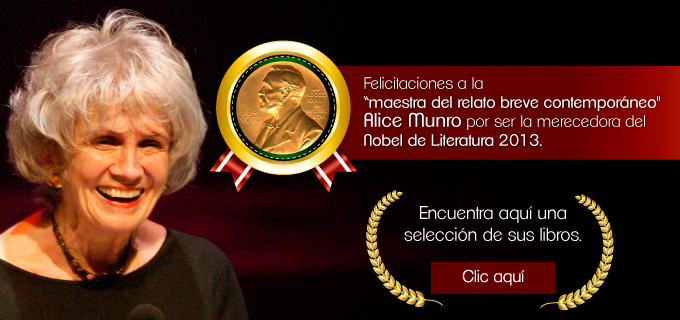 Felicitaciones a la
“maestra del relato breve contemporáneo"
Alice Munro por ser la merecedora del
Nobel de Literatura 2013.
Encuentra aquí una
selección de sus libros.
Clic aquí